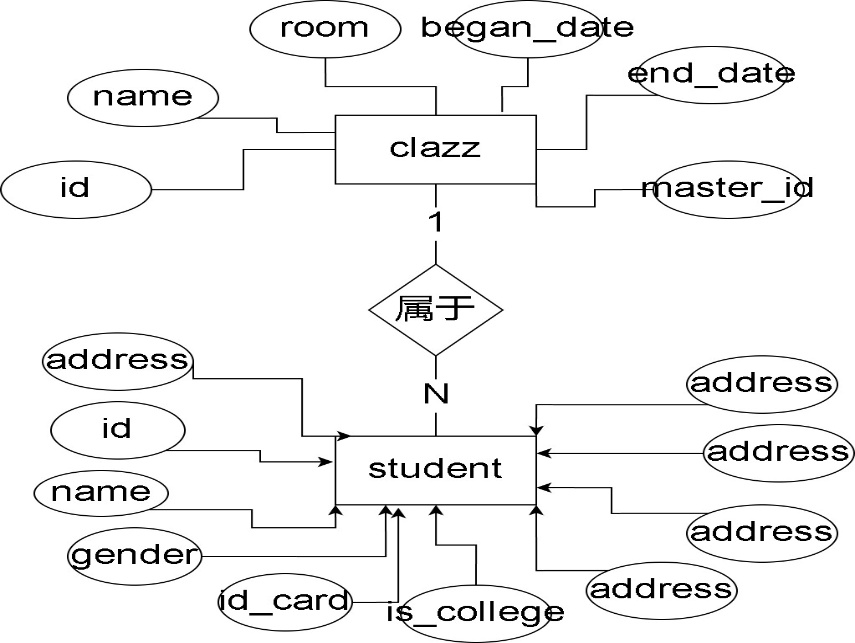 room
began_date
end_date
name
clazz
id
master_id
1
属于
address
address
N
id
address
student
name
address
gender
address
id_card
is_college